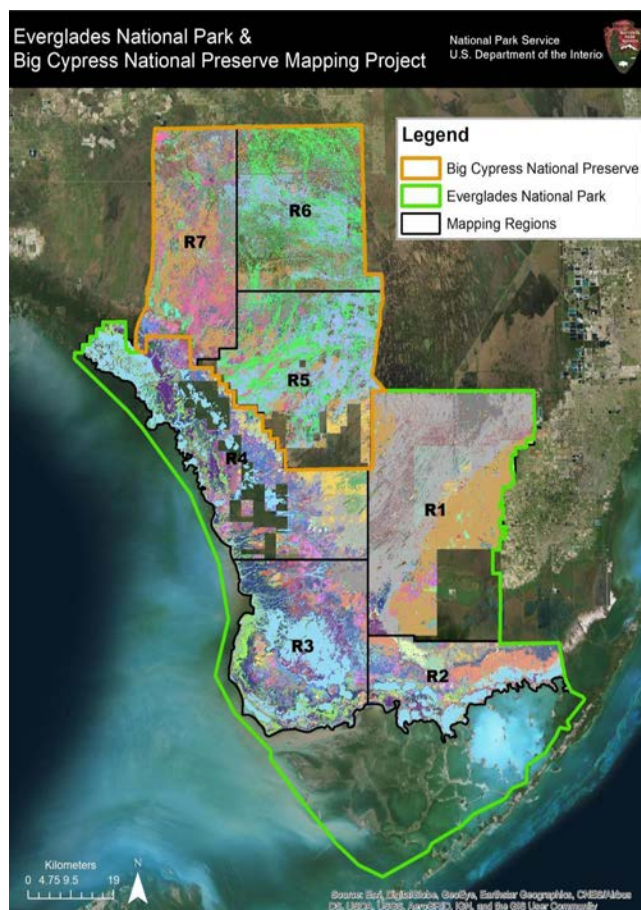 Everglades National Park &
Big Cypress National Preserve Mapping Project
National Park Service
U.S. Department of the Interio
Legend
Big Cypress National Preserve
Everglades National Park
Mapping Regions
R6
R7
R5
R4
R1
R3
R2
Kilometers
0 4.75 9.5 19
N
Source: Esri, DigitalGlobe, GeoEye, Earthstar Geographics, CNES/Airbus
DS, USDA, USGS, AeroGRID, IGN, and the GIS User Community